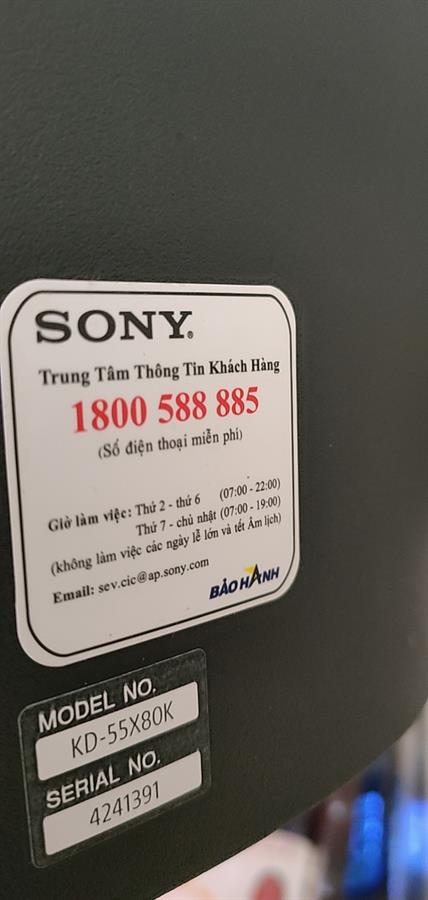 SONY®
Trung Tâm Thông Tin Khách Hàng
1800 588 885
(Số điện thoại miễn phí)
Giờ làm việc: Thứ 2 - thứ 6 (07:00 - 22:00)
Thứ 7 - chủ nhật (07:00 - 19:00)
(không làm việc các ngày lễ lớn và tết Âm lịch)
Email: sev.cic@ap.sony.com
BẢO HÀNH
MODEL NO.
KD-55X80K
SERIAL NO.
4241391